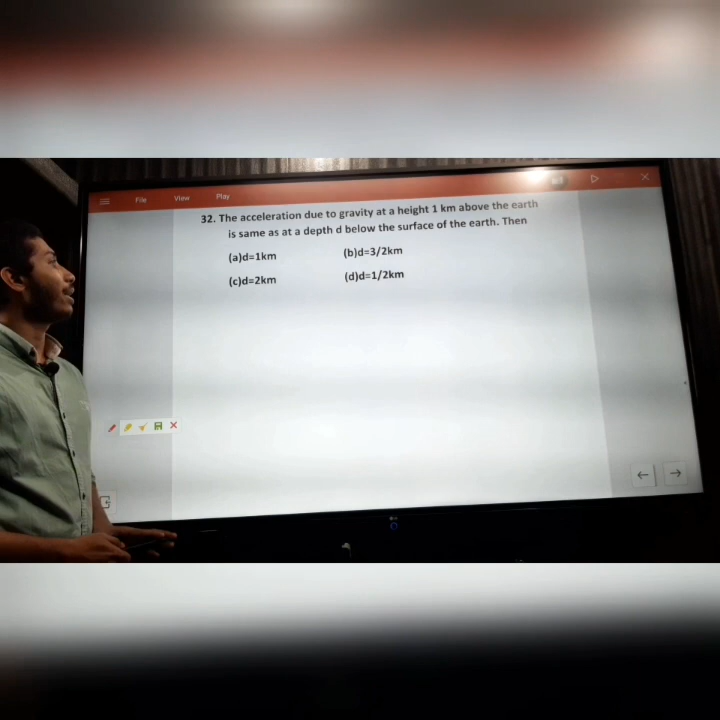 File View Play
32. The acceleration due to gravity at a height 1 km above the earth
is same as at a depth d below the surface of the earth. Then
(a)d=1km (b)d=3/2km
(c)d=2km (d)d=1/2km